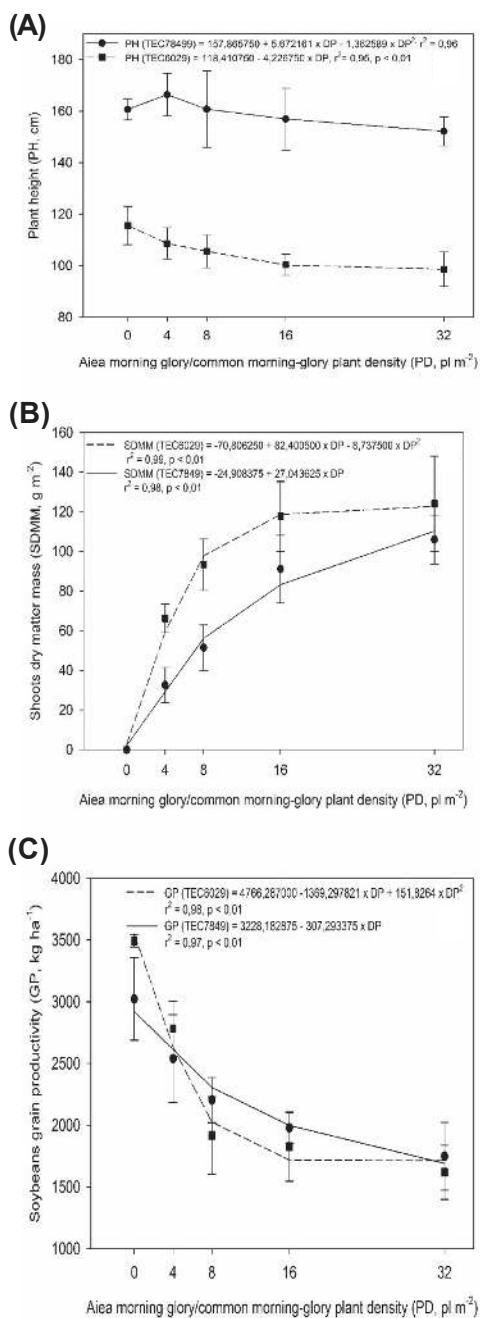 (A)
PH (TEC78499) = 157,865750 + 5,672161 x DP - 1,362589 x DP² r² = 0,96
PH (TEC6029) = 118,410750 - 4,226750 x DP, r² = 0,95, p < 0,01
180
160
140
120
100
80
Plant height (PH, cm)
0 4 8 16 32
Aiea morning glory/common morning-glory plant density (PD, pl m⁻²)
(B)
160
140
120
100
80
60
40
20
0
Shoots dry matter mass (SDMM, g m⁻²)
SDMM (TEC6029) = -70,806250 + 82,400500 x DP - 8,737500 x DP²
r² = 0,99, p < 0,01
SDMM (TEC7849) = -24,908375 + 27,043625 x DP
r² = 0,98, p < 0,01
0 4 8 16 32
Aiea morning glory/common morning-glory plant density (PD, pl m⁻²)
(C)
4000
3500
3000
2500
2000
1500
1000
Soybeans grain productivity (GP, kg ha⁻¹)
GP (TEC6029) = 4766,287000 -1369,297821 x DP + 151,8264 x DP²
r² = 0,98, p < 0,01
GP (TEC7849) = 3228,182875 - 307,293375 x DP
r² = 0,97, p < 0,01
0 4 8 16 32
Aiea morning glory/common morning-glory plant density (PD, pl m⁻²)